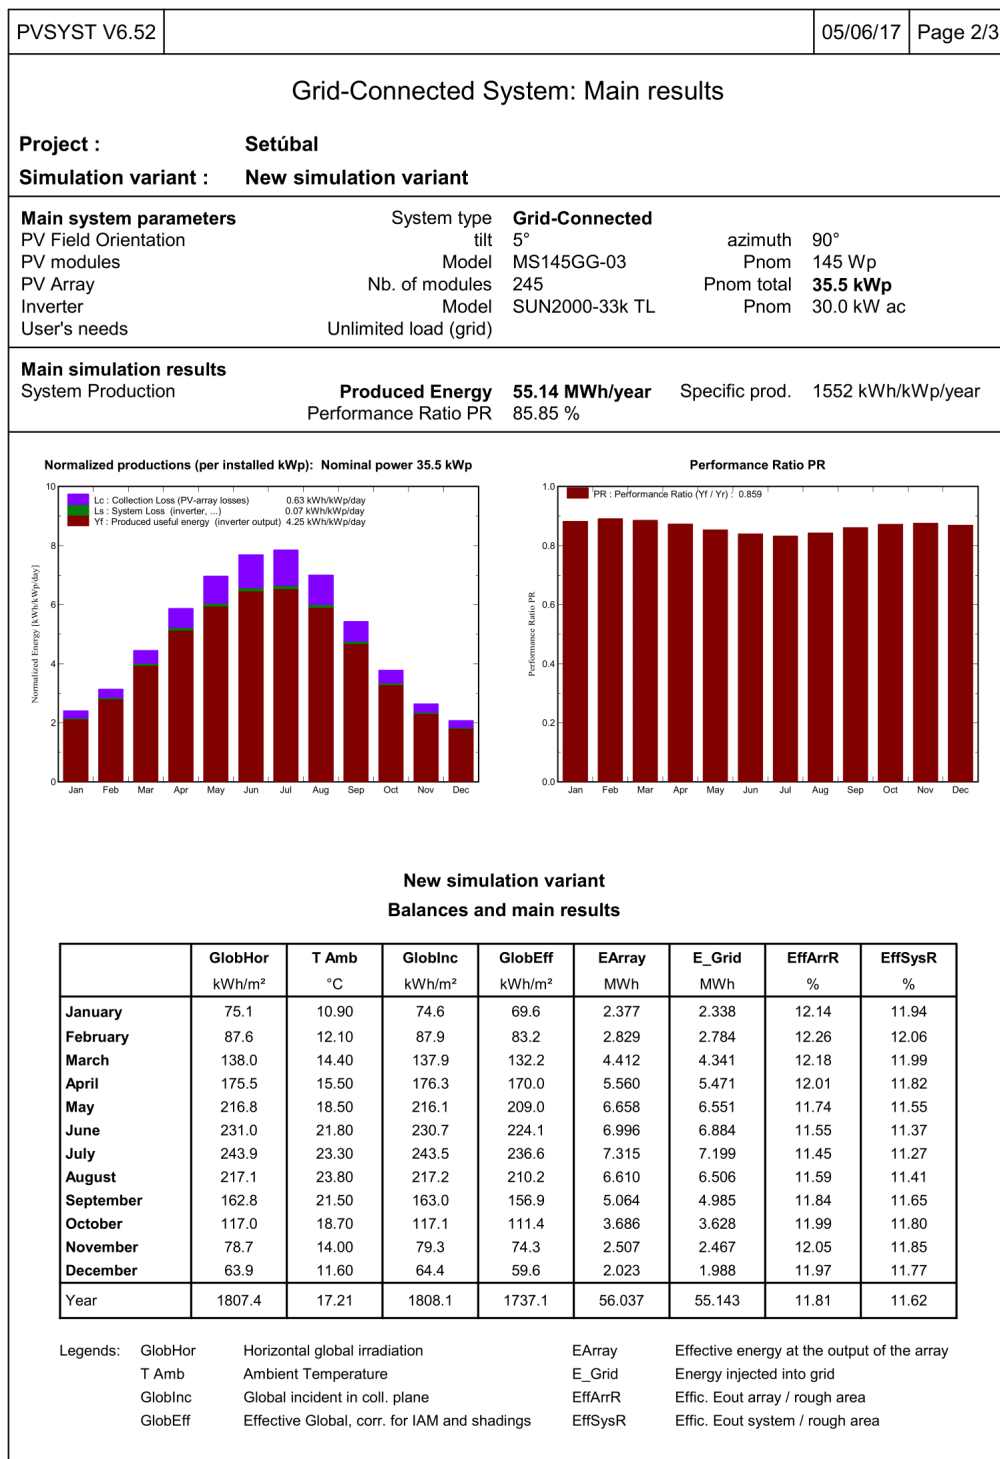 PVSYST V6.52 05/06/17 Page 2/3
Grid-Connected System: Main results
Project : Setúbal
Simulation variant : New simulation variant
Main system parameters System type Grid-Connected
PV Field Orientation tilt 5° azimuth 90°
PV modules Model MS145GG-03 Pnom 145 Wp
PV Array Nb. of modules 245 Pnom total 35.5 kWp
Inverter Model SUN2000-33k TL Pnom 30.0 kW ac
User's needs Unlimited load (grid)
Main simulation results
System Production Produced Energy 55.14 MWh/year Specific prod. 1552 kWh/kWp/year
Performance Ratio PR 85.85 %
Normalized productions (per installed kWp): Nominal power 35.5 kWp
Lc : Collection Loss (PV-array losses) 0.63 kWh/kWp/day
Ls : System Loss (inverter, ...) 0.07 kWh/kWp/day
Yf : Produced useful energy (inverter output) 4.25 kWh/kWp/day
Normalized Energy [kWh/kWp/day]
10
8
6
4
2
0
Jan Feb Mar Apr May Jun Jul Aug Sep Oct Nov Dec
Performance Ratio PR
PR : Performance Ratio (Yf / Yr) : 0.859
Performance Ratio PR
1.0
0.8
0.6
0.4
0.2
0.0
Jan Feb Mar Apr May Jun Jul Aug Sep Oct Nov Dec
New simulation variant
Balances and main results
GlobHor T Amb GlobInc GlobEff EArray E_Grid EffArrR EffSysR
kWh/m² °C kWh/m² kWh/m² MWh MWh % %
January 75.1 10.90 74.6 69.6 2.377 2.338 12.14 11.94
February 87.6 12.10 87.9 83.2 2.829 2.784 12.26 12.06
March 138.0 14.40 137.9 132.2 4.412 4.341 12.18 11.99
April 175.5 15.50 176.3 170.0 5.560 5.471 12.01 11.82
May 216.8 18.50 216.1 209.0 6.658 6.551 11.74 11.55
June 231.0 21.80 230.7 224.1 6.996 6.884 11.55 11.37
July 243.9 23.30 243.5 236.6 7.315 7.199 11.45 11.27
August 217.1 23.80 217.2 210.2 6.610 6.506 11.59 11.41
September 162.8 21.50 163.0 156.9 5.064 4.985 11.84 11.65
October 117.0 18.70 117.1 111.4 3.686 3.628 11.99 11.80
November 78.7 14.00 79.3 74.3 2.507 2.467 12.05 11.85
December 63.9 11.60 64.4 59.6 2.023 1.988 11.97 11.77
Year 1807.4 17.21 1808.1 1737.1 56.037 55.143 11.81 11.62
Legends: GlobHor Horizontal global irradiation EArray Effective energy at the output of the array
T Amb Ambient Temperature E_Grid Energy injected into grid
GlobInc Global incident in coll. plane EffArrR Effic. Eout array / rough area
GlobEff Effective Global, corr. for IAM and shadings EffSysR Effic. Eout system / rough area